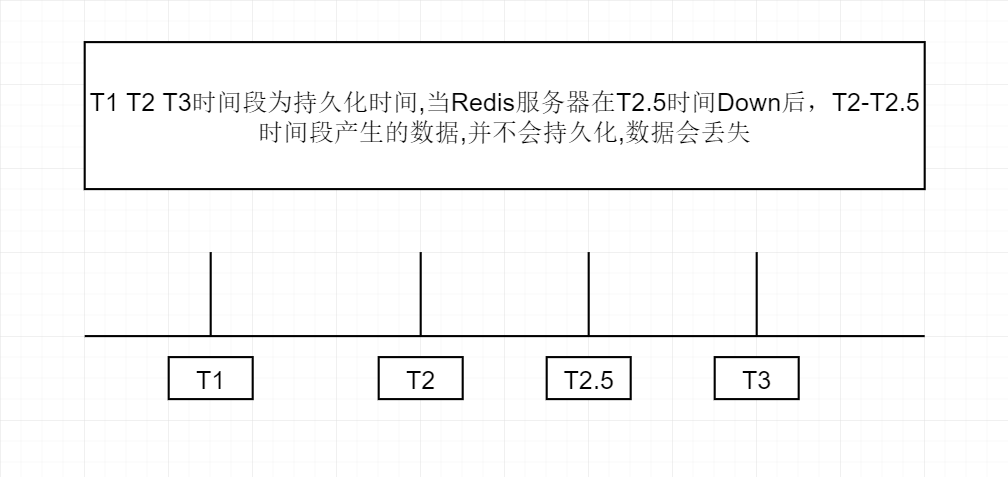 T1 T2 T3时间段为持久化时间,当Redis服务器在T2.5时间Down后，T2-T2.5
时间段产生的数据,并不会持久化,数据会丢失
T1
T2
T2.5
T3